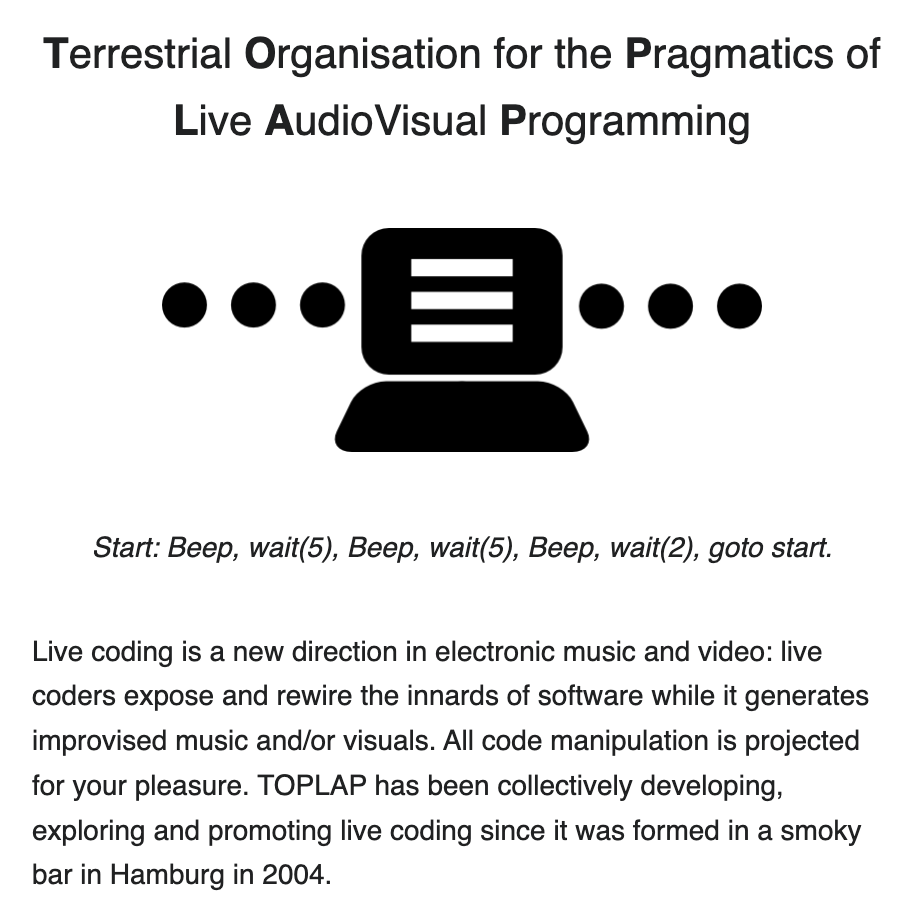 Terrestrial Organisation for the Pragmatics of
Live AudioVisual Programming
Start: Beep, wait(5), Beep, wait(5), Beep, wait(2), goto start.
Live coding is a new direction in electronic music and video: live
coders expose and rewire the innards of software while it generates
improvised music and/or visuals. All code manipulation is projected
for your pleasure. TOPLAP has been collectively developing,
exploring and promoting live coding since it was formed in a smoky
bar in Hamburg in 2004.